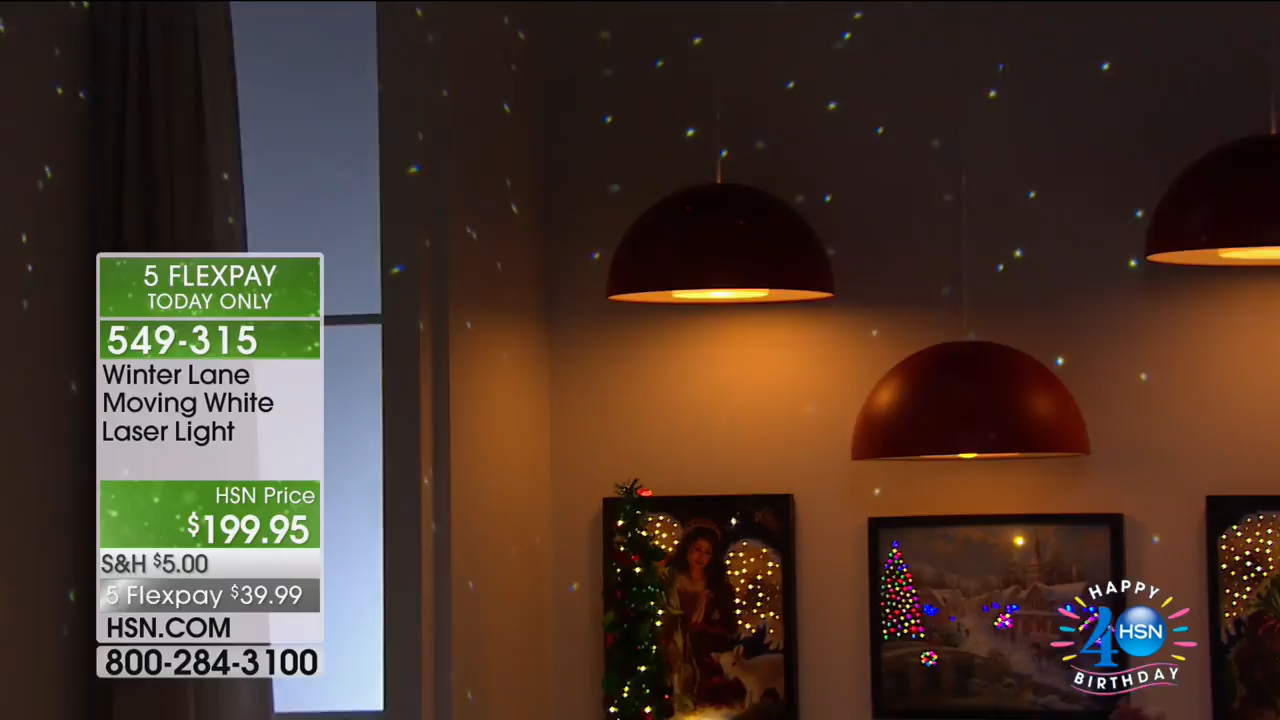 5 FLEXPAY
TODAY ONLY
549-315
Winter Lane
Moving White
Laser Light
HSN Price
$199.95
S&H $5.00
5 Flexpay $39.99
HSN.COM
800-284-3100
HAPPY
40 HSN
BIRTHDAY